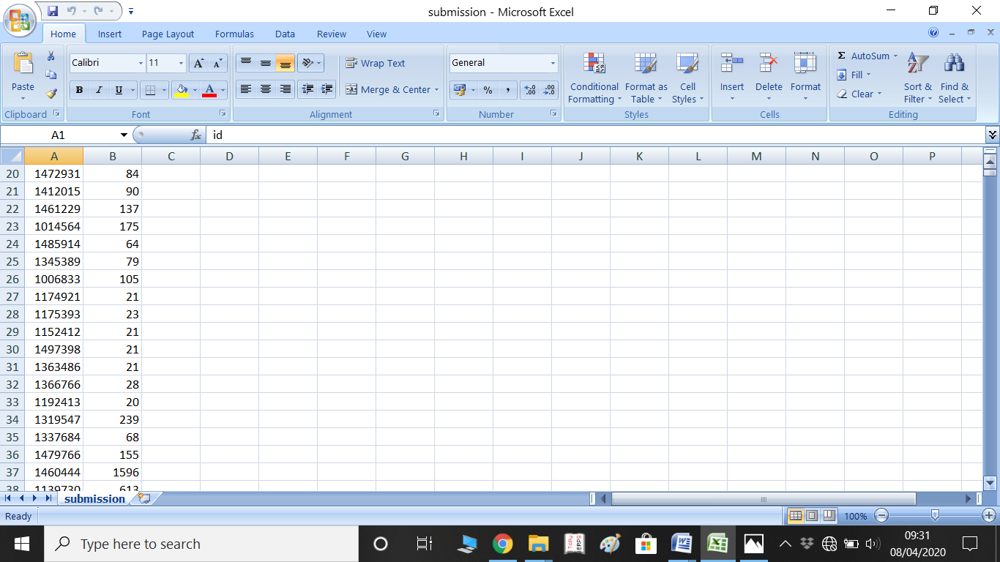 submission - Microsoft Excel
Home Insert Page Layout Formulas Data Review View
Paste
Clipboard
Calibri 11
B I U
Font
Wrap Text
Merge & Center
Alignment
General
% ,
Number
Conditional Formatting
Format as Table
Cell Styles
Styles
Insert Delete Format
Cells
Σ AutoSum
Fill
Clear
Sort & Filter
Find & Select
Editing
A1 fx id
A B C D E F G H I J K L M N O P
20 1472931 84
21 1412015 90
22 1461229 137
23 1014564 175
24 1485914 64
25 1345389 79
26 1006833 105
27 1174921 21
28 1175393 23
29 1152412 21
30 1497398 21
31 1363486 21
32 1366766 28
33 1192413 20
34 1319547 239
35 1337684 68
36 1479766 155
37 1460444 1596
38 1139730 613
submission
Ready 100%
Type here to search
09:31
08/04/2020